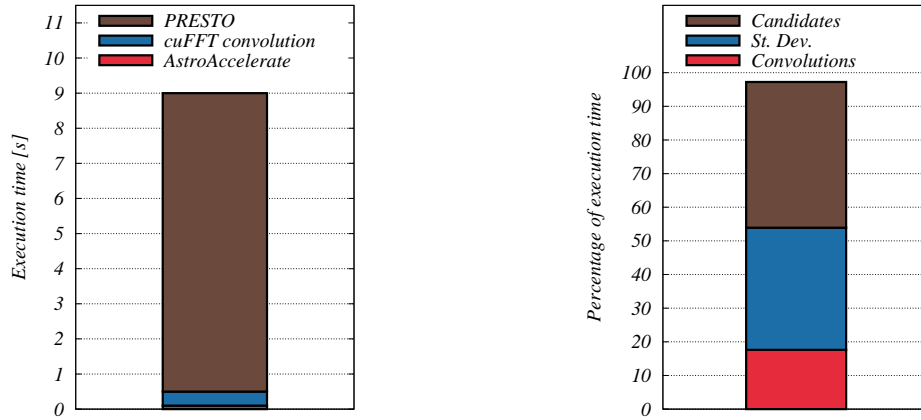 PRESTO
cuFFT convolution
AstroAccelerate
11
10
9
8
7
6
5
4
3
2
1
0
Execution time [s]
Candidates
St. Dev.
Convolutions
100
90
80
70
60
50
40
30
20
10
0
Percentage of execution time